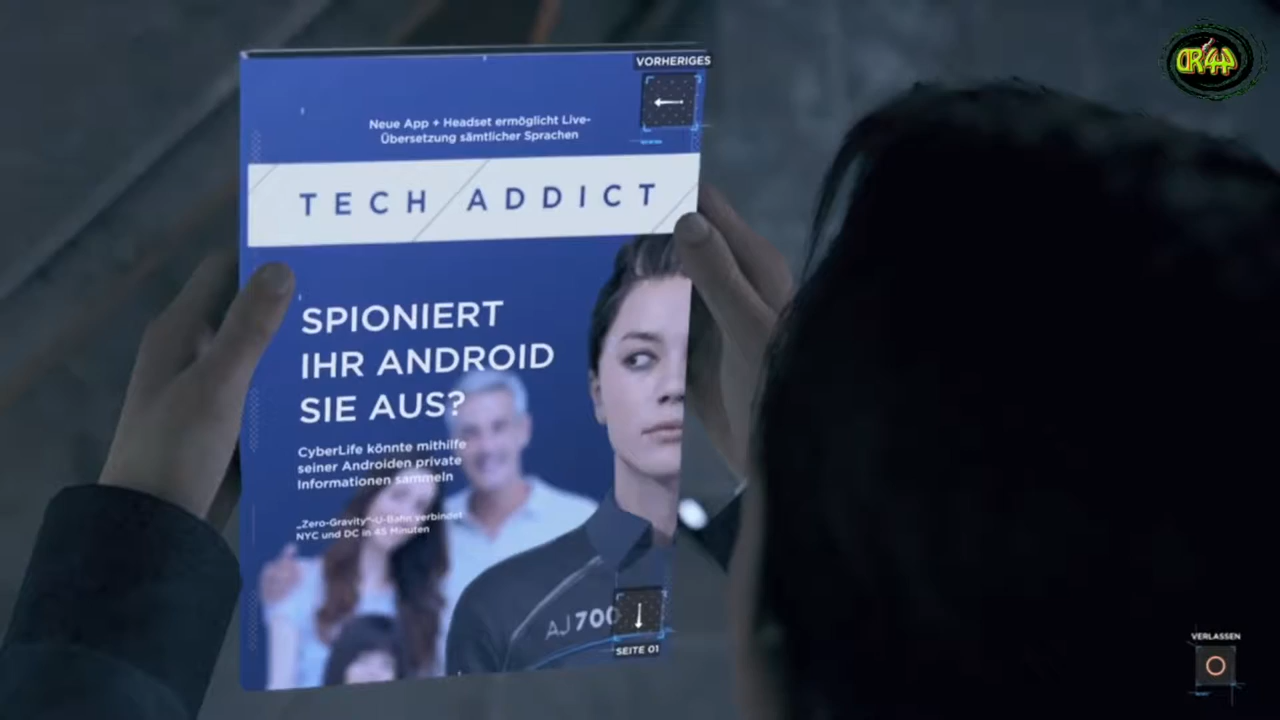 VORHERIGES
Neue App + Headset ermöglicht Live-
Übersetzung sämtlicher Sprachen
TECH ADDICT
SPIONIERT
IHR ANDROID
SIE AUS?
CyberLife könnte mithilfe
seiner Androiden private
Informationen sammeln
„Zero-Gravity"-U-Bahn verbindet
NYC und DC in 45 Minuten
AJ700
SEITE 01
VERLASSEN